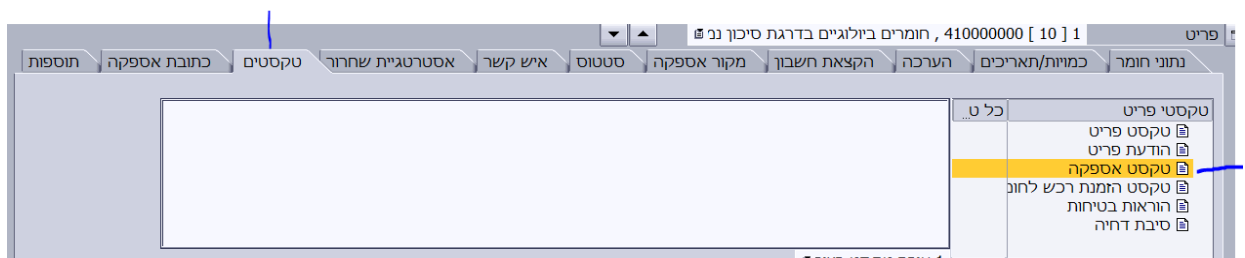 פריט 1 [ 10 ] 410000000 , חומרים ביולוגיים בדרגת סיכון נמ
נתוני חומר כמויות/תאריכים הערכה הקצאת חשבון מקור אספקה סטטוס איש קשר אסטרטגיית שחרור טקסטים כתובת אספקה תוספות
טקסטי פריט כל ט...
טקסט פריט
הודעת פריט
טקסט אספקה
טקסט הזמנת רכש לחומ
הוראות בטיחות
סיבת דחיה